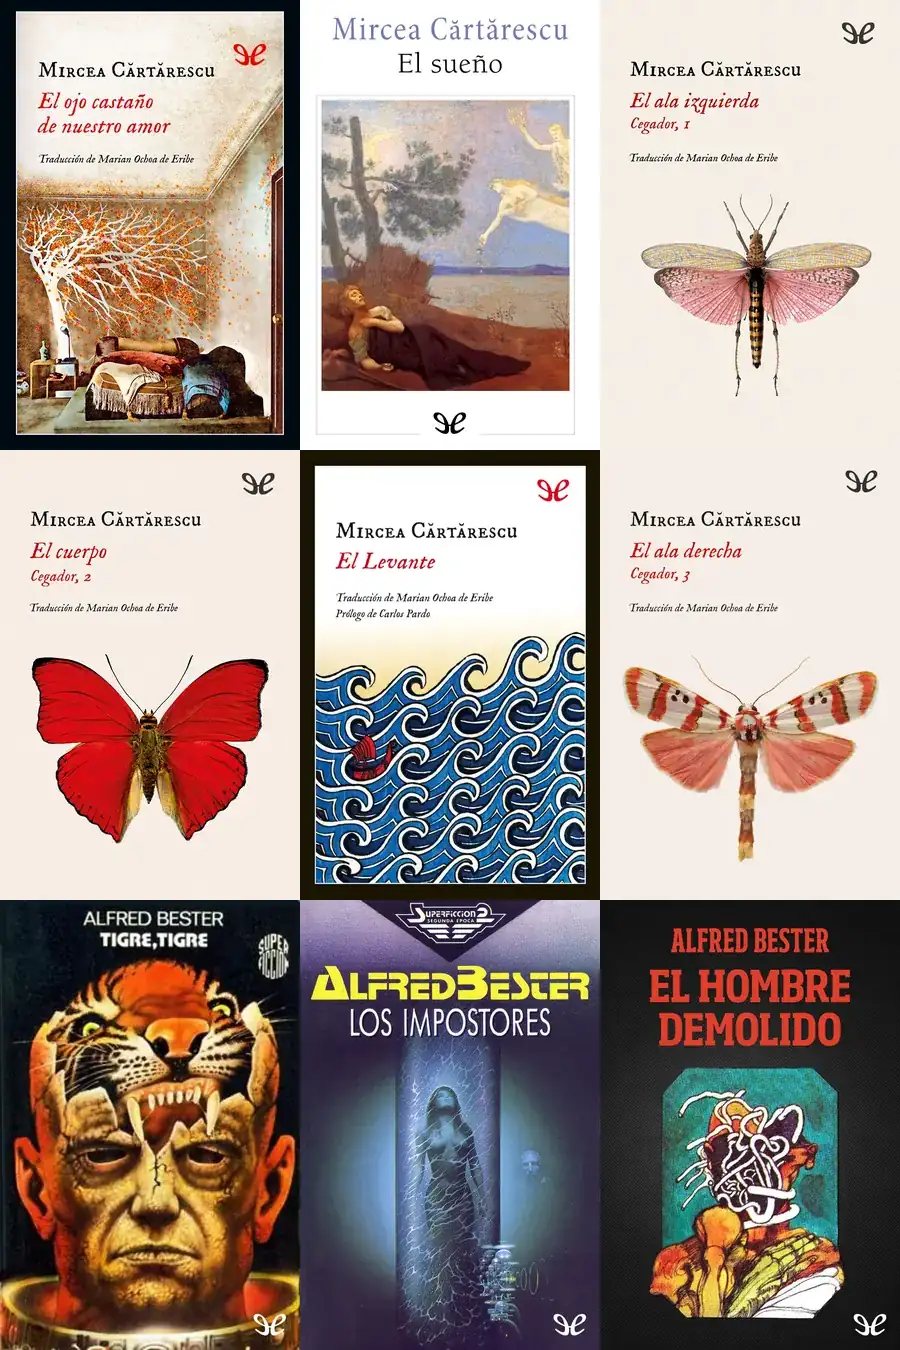 Mircea Cărtărescu
El ojo castaño
de nuestro amor
Traducción de Marian Ochoa de Eribe
Mircea Cărtărescu
El sueño
Mircea Cărtărescu
El ala izquierda
Cegador, 1
Traducción de Marian Ochoa de Eribe
Mircea Cărtărescu
El cuerpo
Cegador, 2
Traducción de Marian Ochoa de Eribe
Mircea Cărtărescu
El Levante
Traducción de Marian Ochoa de Eribe
Prólogo de Carlos Pardo
Mircea Cărtărescu
El ala derecha
Cegador, 3
Traducción de Marian Ochoa de Eribe
ALFRED BESTER
TIGRE, TIGRE
SUPER
FICCION
SUPERFICCION2
SEGUNDA EPOCA
ALFRED BESTER
LOS IMPOSTORES
ALFRED BESTER
EL HOMBRE
DEMOLIDO